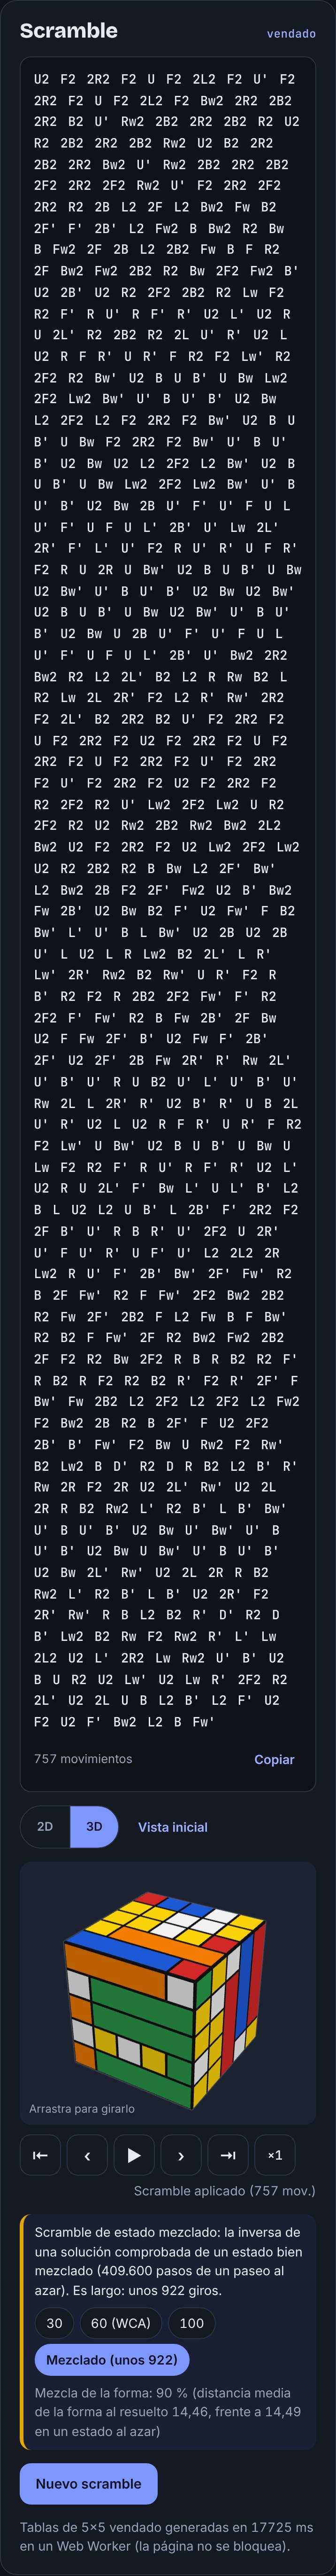 Scramble
vendado
U2 F2 2R2 F2 U F2 2L2 F2 U' F2
2R2 F2 U F2 2L2 F2 Bw2 2R2 2B2
2R2 B2 U' Rw2 2B2 2R2 2B2 R2 U2
R2 2B2 2R2 2B2 Rw2 U2 B2 2R2
2B2 2R2 Bw2 U' Rw2 2B2 2R2 2B2
2F2 2R2 2F2 Rw2 U' F2 2R2 2F2
2R2 R2 2B L2 2F L2 Bw2 Fw B2
2F' F' 2B' L2 Fw2 B Bw2 R2 Bw
B Fw2 2F 2B L2 2B2 Fw B F R2
2F Bw2 Fw2 2B2 R2 Bw 2F2 Fw2 B'
U2 2B' U2 R2 2F2 2B2 R2 Lw F2
R2 F' R U' R F' R' U2 L' U2 R
U 2L' R2 2B2 R2 2L U' R' U2 L
U2 R F R' U R' F R2 F2 Lw' R2
2F2 R2 Bw' U2 B U B' U Bw Lw2
2F2 Lw2 Bw' U' B U' B' U2 Bw
L2 2F2 L2 F2 2R2 F2 Bw' U2 B U
B' U Bw F2 2R2 F2 Bw' U' B U'
B' U2 Bw U2 L2 2F2 L2 Bw' U2 B
U B' U Bw Lw2 2F2 Lw2 Bw' U' B
U' B' U2 Bw 2B U' F' U' F U L
U' F' U F U L' 2B' U' Lw 2L'
2R' F' L' U' F2 R U' R' U F R'
F2 R U 2R U Bw' U2 B U B' U Bw
U2 Bw' U' B U' B' U2 Bw U2 Bw'
U2 B U B' U Bw U2 Bw' U' B U'
B' U2 Bw U 2B U' F' U' F U L
U' F' U F U L' 2B' U' Bw2 2R2
Bw2 R2 L2 2L' B2 L2 R Rw B2 L
R2 Lw 2L 2R' F2 L2 R' Rw' 2R2
F2 2L' B2 2R2 B2 U' F2 2R2 F2
U F2 2R2 F2 U2 F2 2R2 F2 U F2
2R2 F2 U F2 2R2 F2 U' F2 2R2
F2 U' F2 2R2 F2 U2 F2 2R2 F2
R2 2F2 R2 U' Lw2 2F2 Lw2 U R2
2F2 R2 U2 Rw2 2B2 Rw2 Bw2 2L2
Bw2 U2 F2 2R2 F2 U2 Lw2 2F2 Lw2
U2 R2 2B2 R2 B Bw L2 2F' Bw'
L2 Bw2 2B F2 2F' Fw2 U2 B' Bw2
Fw 2B' U2 Bw B2 F' U2 Fw' F B2
Bw' L' U' B L Bw' U2 2B U2 2B
U' L U2 L R Lw2 B2 2L' L R'
Lw' 2R' Rw2 B2 Rw' U R' F2 R
B' R2 F2 R 2B2 2F2 Fw' F' R2
2F2 F' Fw' R2 B Fw 2B' 2F Bw
U2 F Fw 2F' B' U2 Fw F' 2B'
2F' U2 2F' 2B Fw 2R' R' Rw 2L'
U' B' U' R U B2 U' L' U' B' U'
Rw 2L L 2R' R' U2 B' R' U B 2L
U' R' U2 L U2 R F R' U R' F R2
F2 Lw' U Bw' U2 B U B' U Bw U
Lw F2 R2 F' R U' R F' R' U2 L'
U2 R U 2L' F' Bw L' U L' B' L2
B L U2 L2 U B' L 2B' F' 2R2 F2
2F B' U' R B R' U' 2F2 U 2R'
U' F U' R' U F' U' L2 2L2 2R
Lw2 R U' F' 2B' Bw' 2F' Fw' R2
B 2F Fw' R2 F Fw' 2F2 Bw2 2B2
R2 Fw 2F' 2B2 F L2 Fw B F Bw'
R2 B2 F Fw' 2F R2 Bw2 Fw2 2B2
2F F2 R2 Bw 2F2 R B R B2 R2 F'
R B2 R F2 R2 B2 R' F2 R' 2F' F
Bw' Fw 2B2 L2 2F2 L2 2F2 L2 Fw2
F2 Bw2 2B R2 B 2F' F U2 2F2
2B' B' Fw' F2 Bw U Rw2 F2 Rw'
B2 Lw2 B D' R2 D R B2 L2 B' R'
Rw 2R F2 2R U2 2L' Rw' U2 2L
2R R B2 Rw2 L' R2 B' L B' Bw'
U' B U' B' U2 Bw U' Bw' U' B
U' B' U2 Bw U Bw' U' B U' B'
U2 Bw 2L' Rw' U2 2L 2R R B2
Rw2 L' R2 B' L B' U2 2R' F2
2R' Rw' R B L2 B2 R' D' R2 D
B' Lw2 B2 Rw F2 Rw2 R' L' Lw
2L2 U2 L' 2R2 Lw Rw2 U' B' U2
B U R2 U2 Lw' U2 Lw R' 2F2 R2
2L' U2 2L U B L2 B' L2 F' U2
F2 U2 F' Bw2 L2 B Fw'
757 movimientos
Copiar
2D 3D Vista inicial
Arrastra para girarlo
×1
Scramble aplicado (757 mov.)
Scramble de estado mezclado: la inversa de
una solución comprobada de un estado bien
mezclado (409.600 pasos de un paseo al
azar). Es largo: unos 922 giros.
30 60 (WCA) 100
Mezclado (unos 922)
Mezcla de la forma: 90 % (distancia media
de la forma al resuelto 14,46, frente a 14,49
en un estado al azar)
Nuevo scramble
Tablas de 5×5 vendado generadas en 17725 ms
en un Web Worker (la página no se bloquea).